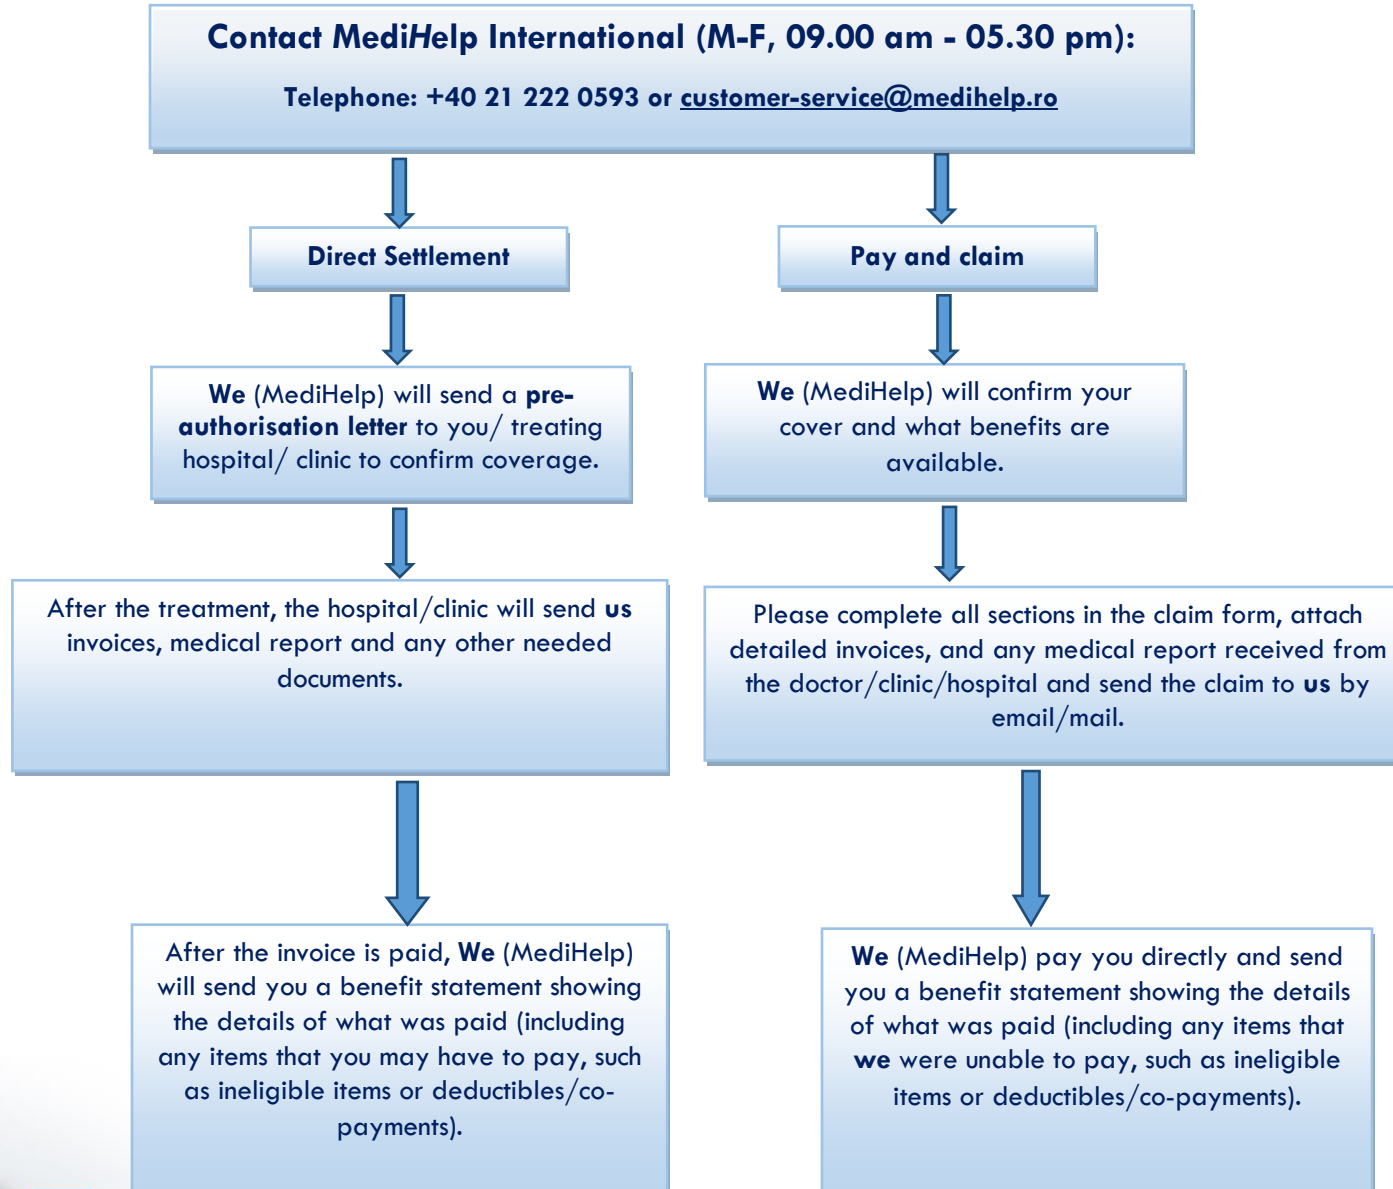 Contact MediHelp International (M-F, 09.00 am - 05.30 pm):
Telephone: +40 21 222 0593 or customer-service@medihelp.ro
Direct Settlement
Pay and claim
We (MediHelp) will send a pre-
authorisation letter to you/ treating
hospital/ clinic to confirm coverage.
We (MediHelp) will confirm your
cover and what benefits are
available.
After the treatment, the hospital/clinic will send us
invoices, medical report and any other needed
documents.
Please complete all sections in the claim form, attach
detailed invoices, and any medical report received from
the doctor/clinic/hospital and send the claim to us by
email/mail.
After the invoice is paid, We (MediHelp)
will send you a benefit statement showing
the details of what was paid (including
any items that you may have to pay, such
as ineligible items or deductibles/co-
payments).
We (MediHelp) pay you directly and send
you a benefit statement showing the details
of what was paid (including any items that
we were unable to pay, such as ineligible
items or deductibles/co-payments).